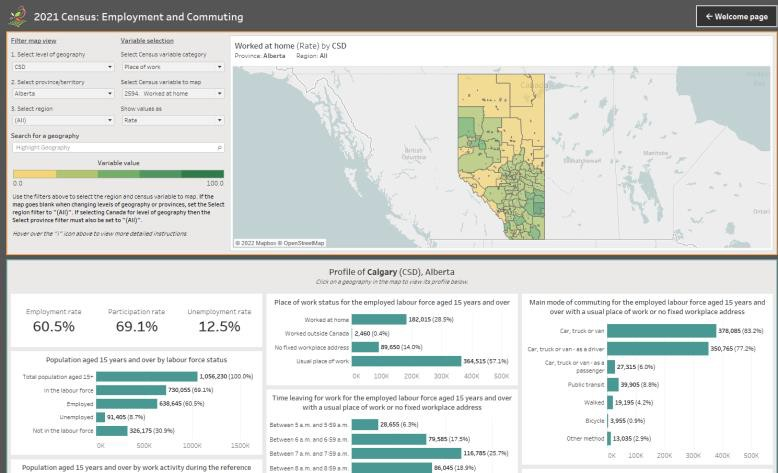 2021 Census: Employment and Commuting
← Welcome page
Filter map view
Variable selection
1. Select level of geography
Select Census variable category
CSD
Place of work
2. Select province/territory
Select Census variable to map
Alberta
2594. Worked at home
3. Select region
Show values as
(All)
Rate
Search for a geography
Highlight Geography
Variable value
0.0
100.0
Use the filters above to select the region and census variable to map. If the
map goes blank when changing levels of geography or provinces, set the Select
region filter to "(All)". If selecting Canada for level of geography then the
Select province filter must also be set to "(All)".
Hover over the "i" icon above to view more detailed instructions.
Worked at home (Rate) by CSD
Province: Alberta Region: All
Canada
British
Columbia
Saskatchewan
Manitoba
Ontari
© 2022 Mapbox © OpenStreetMap
Profile of Calgary (CSD), Alberta
Click on a geography in the map to view its profile below.
Employment rate
60.5%
Participation rate
69.1%
Unemployment rate
12.5%
Population aged 15 years and over by labour force status
Total population aged 15+
1,056,230 (100.0%)
In the labour force
730,055 (69.1%)
Employed
638,645 (60.5%)
Unemployed
91,405 (8.7%)
Not in the labour force
326,175 (30.9%)
0K 500K 1000K 1500K
Population aged 15 years and over by work activity during the reference
Place of work status for the employed labour force aged 15 years and over
Worked at home
182,015 (28.5%)
Worked outside Canada
2,460 (0.4%)
No fixed workplace address
89,650 (14.0%)
Usual place of work
364,515 (57.1%)
0K 100K 200K 300K 400K 500K
Time leaving for work for the employed labour force aged 15 years and over
with a usual place of work or no fixed workplace address
Between 5 a.m. and 5:59 a.m.
28,655 (6.3%)
Between 6 a.m. and 6:59 a.m.
79,585 (17.5%)
Between 7 a.m. and 7:59 a.m.
116,785 (25.7%)
Between 8 a.m. and 8:59 a.m.
86,045 (18.9%)
Main mode of commuting for the employed labour force aged 15 years and
over with a usual place of work or no fixed workplace address
Car, truck or van
378,085 (83.2%)
Car, truck or van - as a driver
350,765 (77.2%)
Car, truck or van - as a
passenger
27,315 (6.0%)
Public transit
39,905 (8.8%)
Walked
19,195 (4.2%)
Bicycle
3,955 (0.9%)
Other method
13,035 (2.9%)
0K 100K 200K 300K 400K 500K